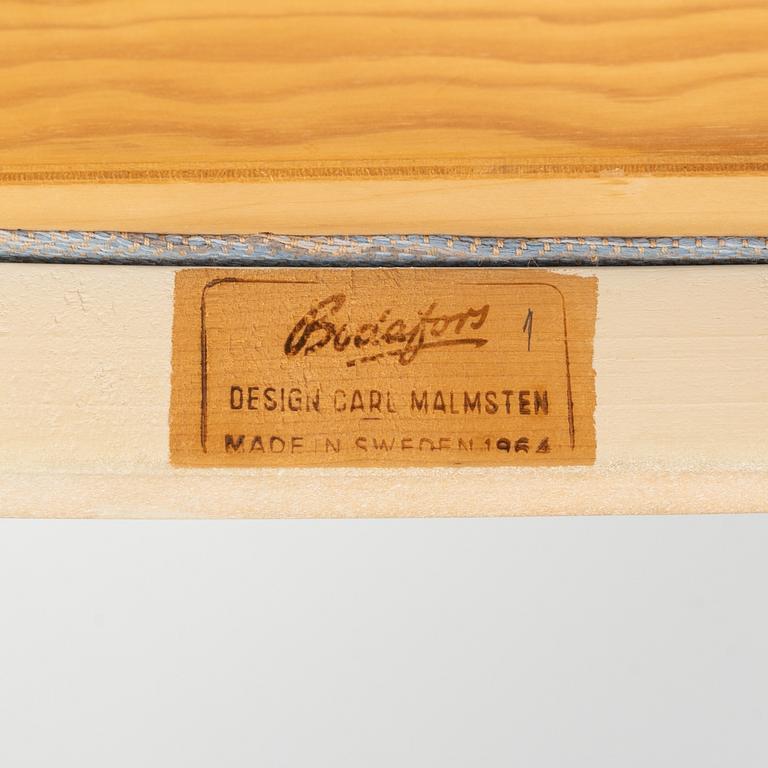 Bodafors 1
DESIGN CARL MALMSTEN
MADE IN SWEDEN 1964